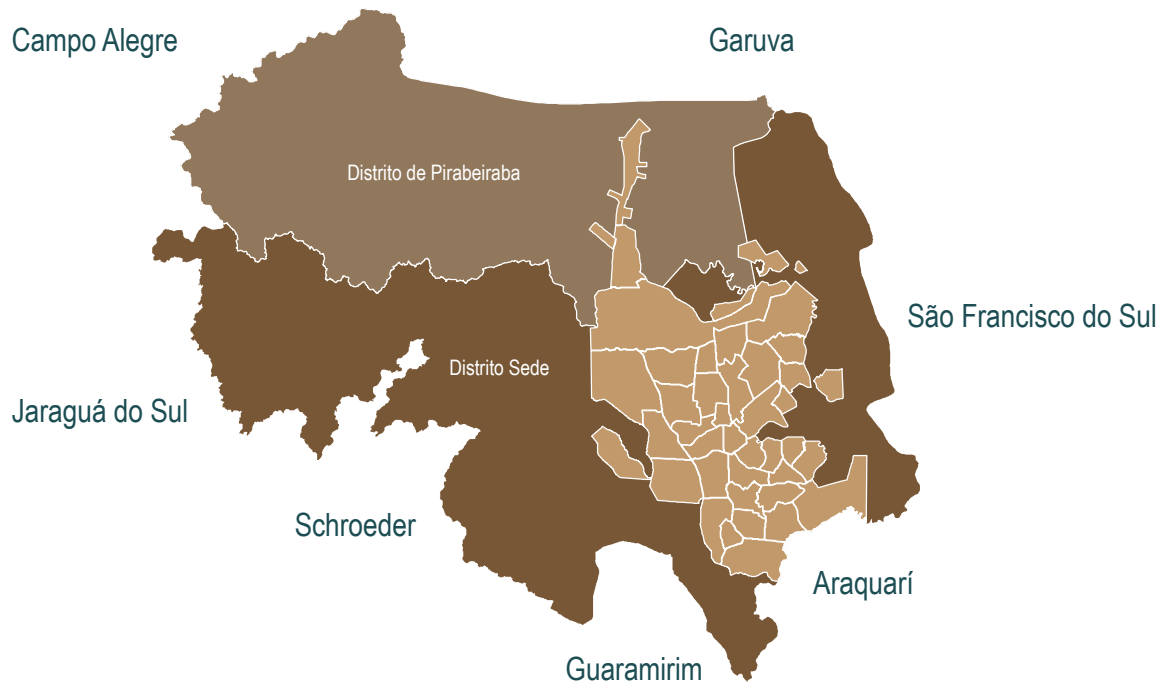 Campo Alegre
Garuva
Distrito de Pirabeiraba
São Francisco do Sul
Distrito Sede
Jaraguá do Sul
Schroeder
Araquarí
Guaramirim